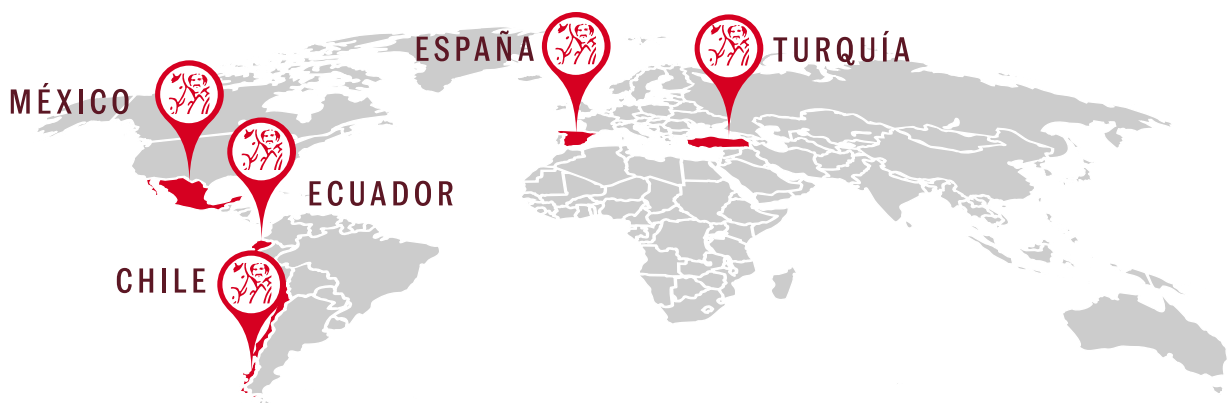 ESPAÑA
TURQUÍA
MÉXICO
ECUADOR
CHILE